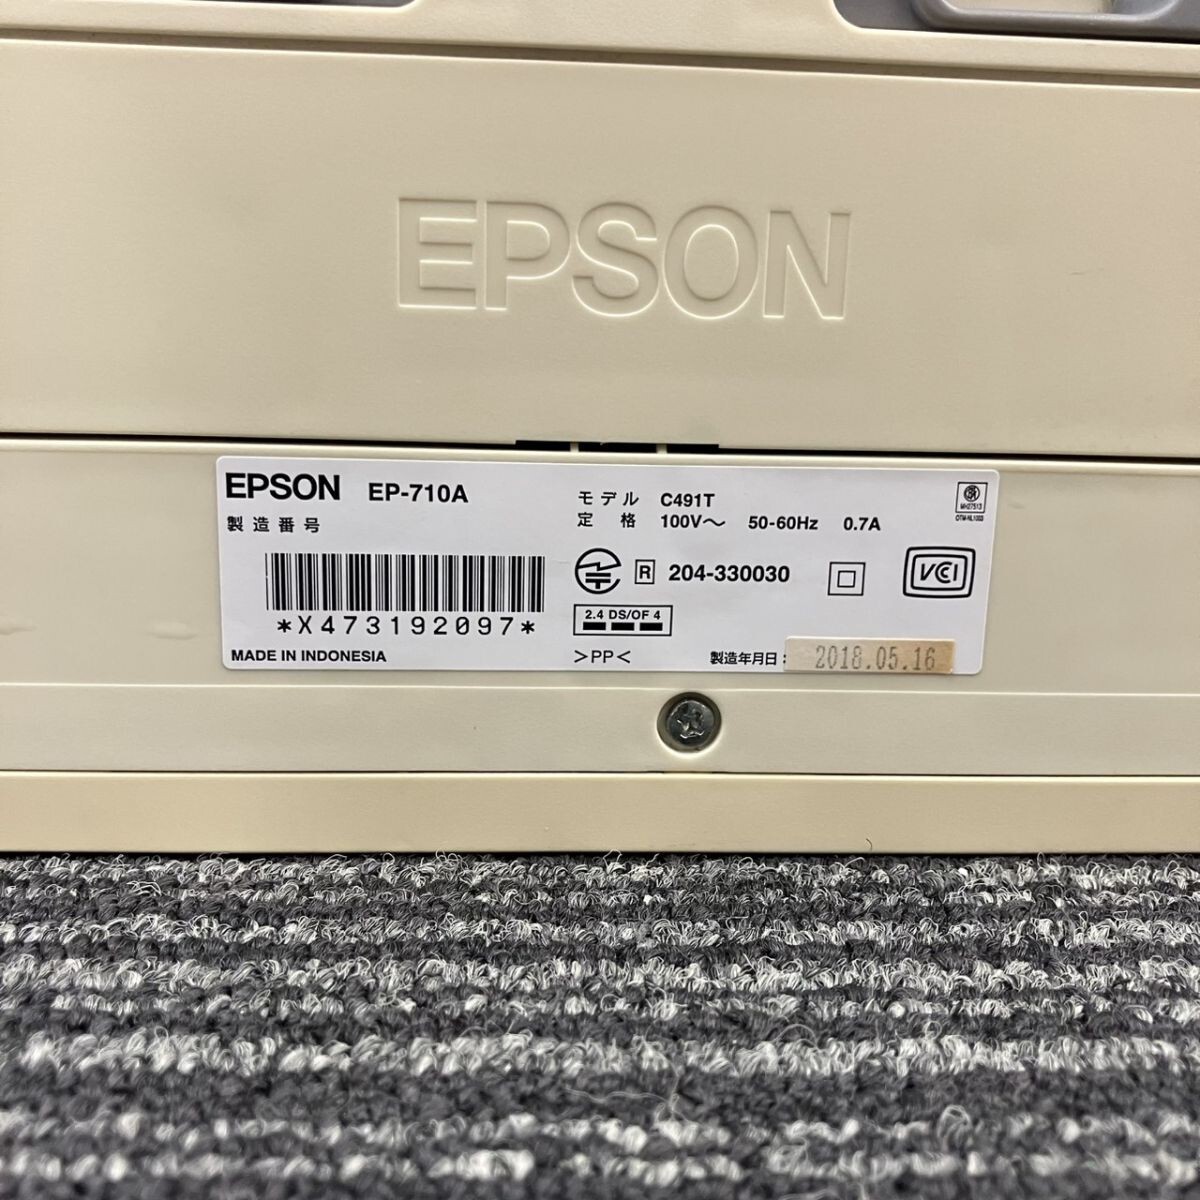 EPSON
EPSON EP-710A
製造番号
*X473192097*
MADE IN INDONESIA
モデル C491T
定格 100V～ 50-60Hz 0.7A
R 204-330030
2.4 DS/OF 4
>PP<
製造年月日: 2018.05.16
MH27513
VCCI